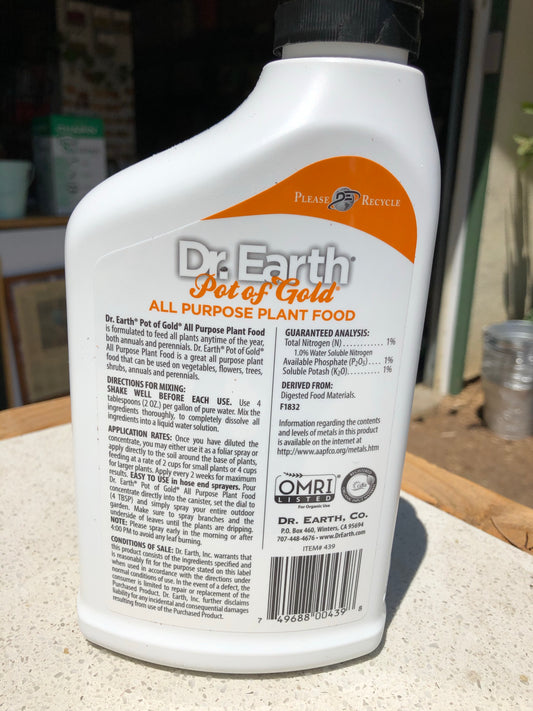 PLEASE RECYCLE
Dr. Earth®
Pot of Gold®
ALL PURPOSE PLANT FOOD
Dr. Earth® Pot of Gold® All Purpose Plant Food
is formulated to feed all plants anytime of the year,
both annuals and perennials. Dr. Earth® Pot of Gold®
All Purpose Plant Food is a great all purpose plant
food that can be used on vegetables, flowers, trees,
shrubs, annuals and perennials.
DIRECTIONS FOR MIXING:
SHAKE WELL BEFORE EACH USE. Use 4
tablespoons (2 OZ.) per gallon of pure water. Mix the
ingredients thoroughly, to completely dissolve all
ingredients into a liquid water solution.
APPLICATION RATES: Once you have diluted the
concentrate, you may either use it as a foliar spray or
apply directly to the soil around the base of plants,
feeding at a rate of 2 cups for small plants or 4 cups
for larger plants. Apply every 2 weeks for maximum
results. EASY TO USE in hose end sprayers. Pour
Dr. Earth® Pot of Gold® All Purpose Plant Food
concentrate directly into the canister, set the dial to
(4 TBSP) and simply spray your entire outdoor
garden. Make sure to spray branches and the
underside of leaves until the plants are dripping.
NOTE: Please spray early in the morning or after
4:00 PM to avoid any leaf burning.
CONDITIONS OF SALE: Dr. Earth, Inc. warrants that
this product consists of the ingredients specified and
is reasonably fit for the purpose stated on this label
when used in accordance with the directions under
normal conditions of use. In the event of a defect, the
consumer is limited to repair or replacement of the
Purchased Product. Dr. Earth, Inc. further disclaims
liability for any incidental and consequential damages
resulting from use of the Purchased Product.
GUARANTEED ANALYSIS:
Total Nitrogen (N) . . . . . . . . . . . . 1%
1.0% Water Soluble Nitrogen
Available Phosphate (P₂O₅) . . . . 1%
Soluble Potash (K₂O) . . . . . . . . . . 1%
DERIVED FROM:
Digested Food Materials.
F1832
Information regarding the contents
and levels of metals in this product
is available on the internet at
http://www.aapfco.org/metals.htm
OMRI
LISTED
For Organic Use
DR. EARTH, CO.
P.O. Box 460, Winters, CA 95694
707-448-4676 • www.DrEarth.com
ITEM# 439
7 49688 00439 8